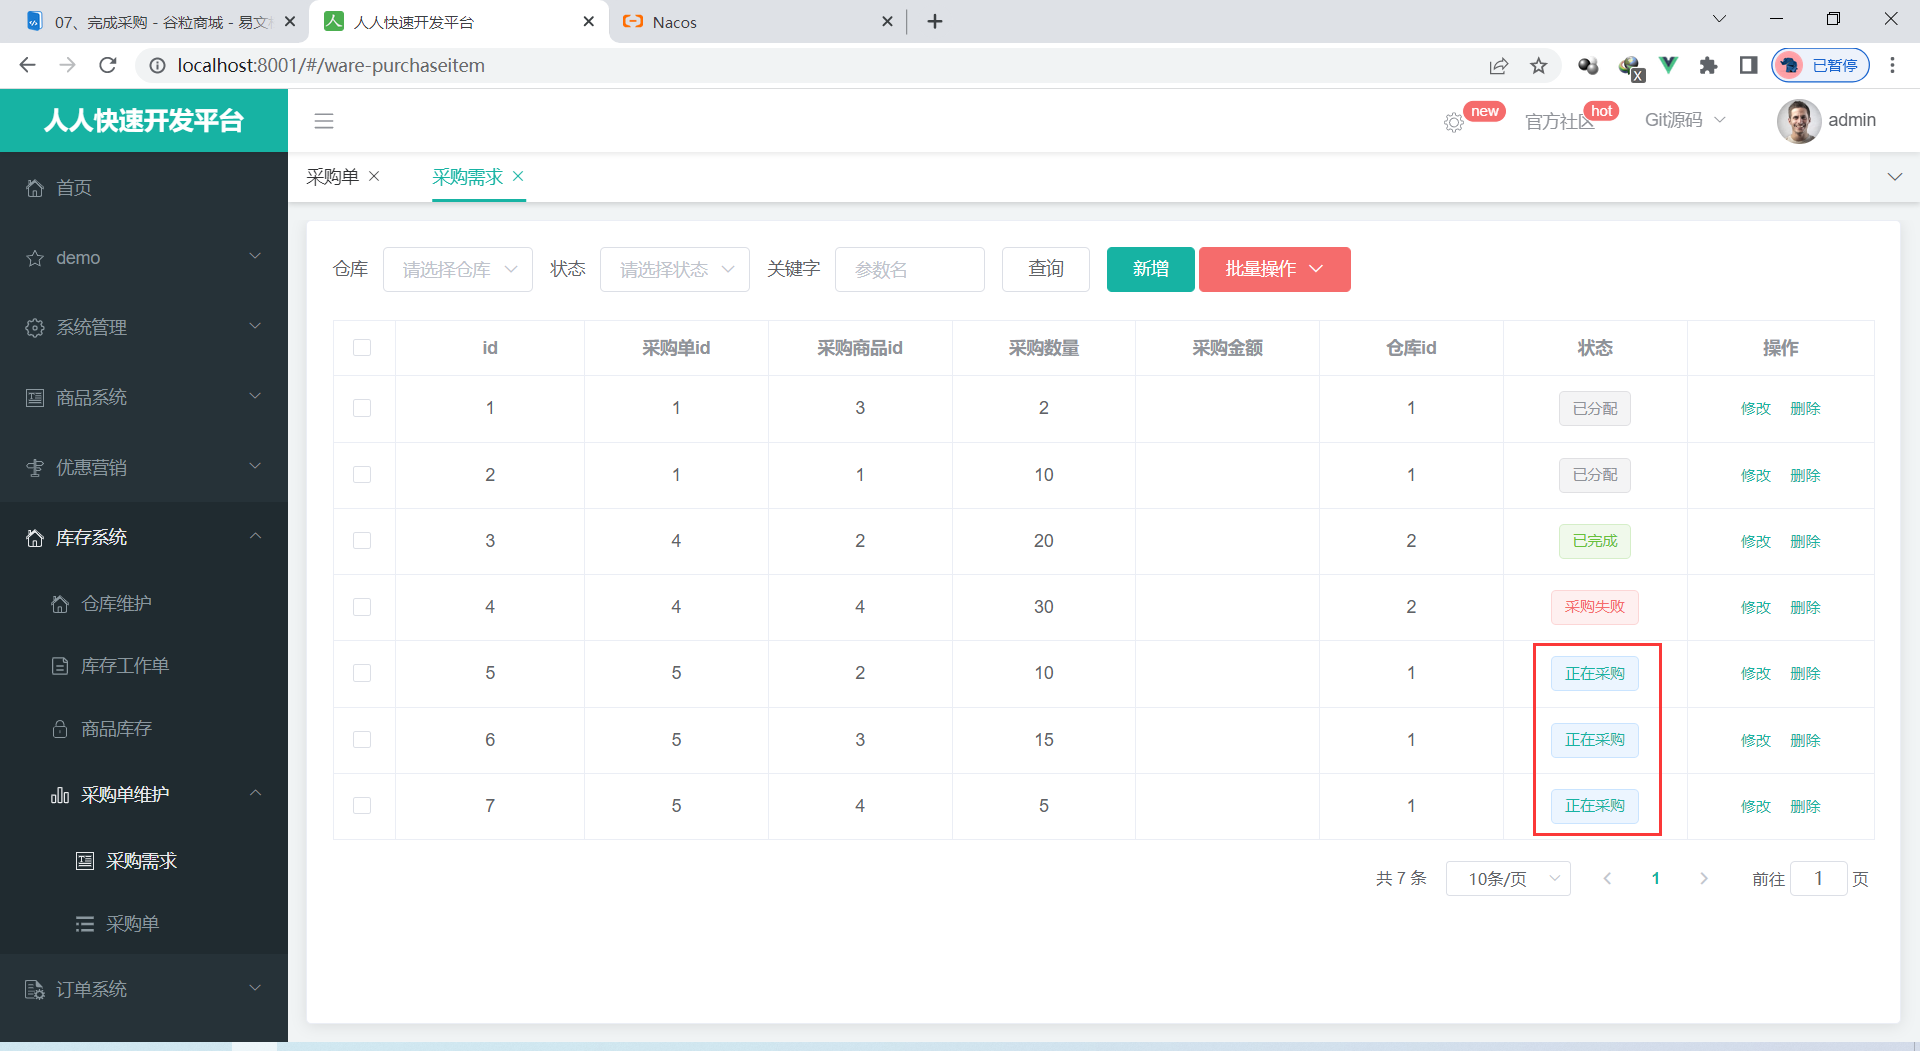 07、完成采购 - 谷粒商城 - 易文
人人快速开发平台
Nacos
localhost:8001/#/ware-purchaseitem
X
已暂停
人人快速开发平台
new
官方社区
hot
Git源码
admin
采购单
采购需求
首页
demo
系统管理
商品系统
优惠营销
库存系统
仓库维护
库存工作单
商品库存
采购单维护
采购需求
采购单
订单系统
仓库 请选择仓库 状态 请选择状态 关键字 参数名 查询 新增 批量操作
id 采购单id 采购商品id 采购数量 采购金额 仓库id 状态 操作
1 1 3 2 1 已分配 修改 删除
2 1 1 10 1 已分配 修改 删除
3 4 2 20 2 已完成 修改 删除
4 4 4 30 2 采购失败 修改 删除
5 5 2 10 1 正在采购 修改 删除
6 5 3 15 1 正在采购 修改 删除
7 5 4 5 1 正在采购 修改 删除
共 7 条 10条/页 1 前往 1 页